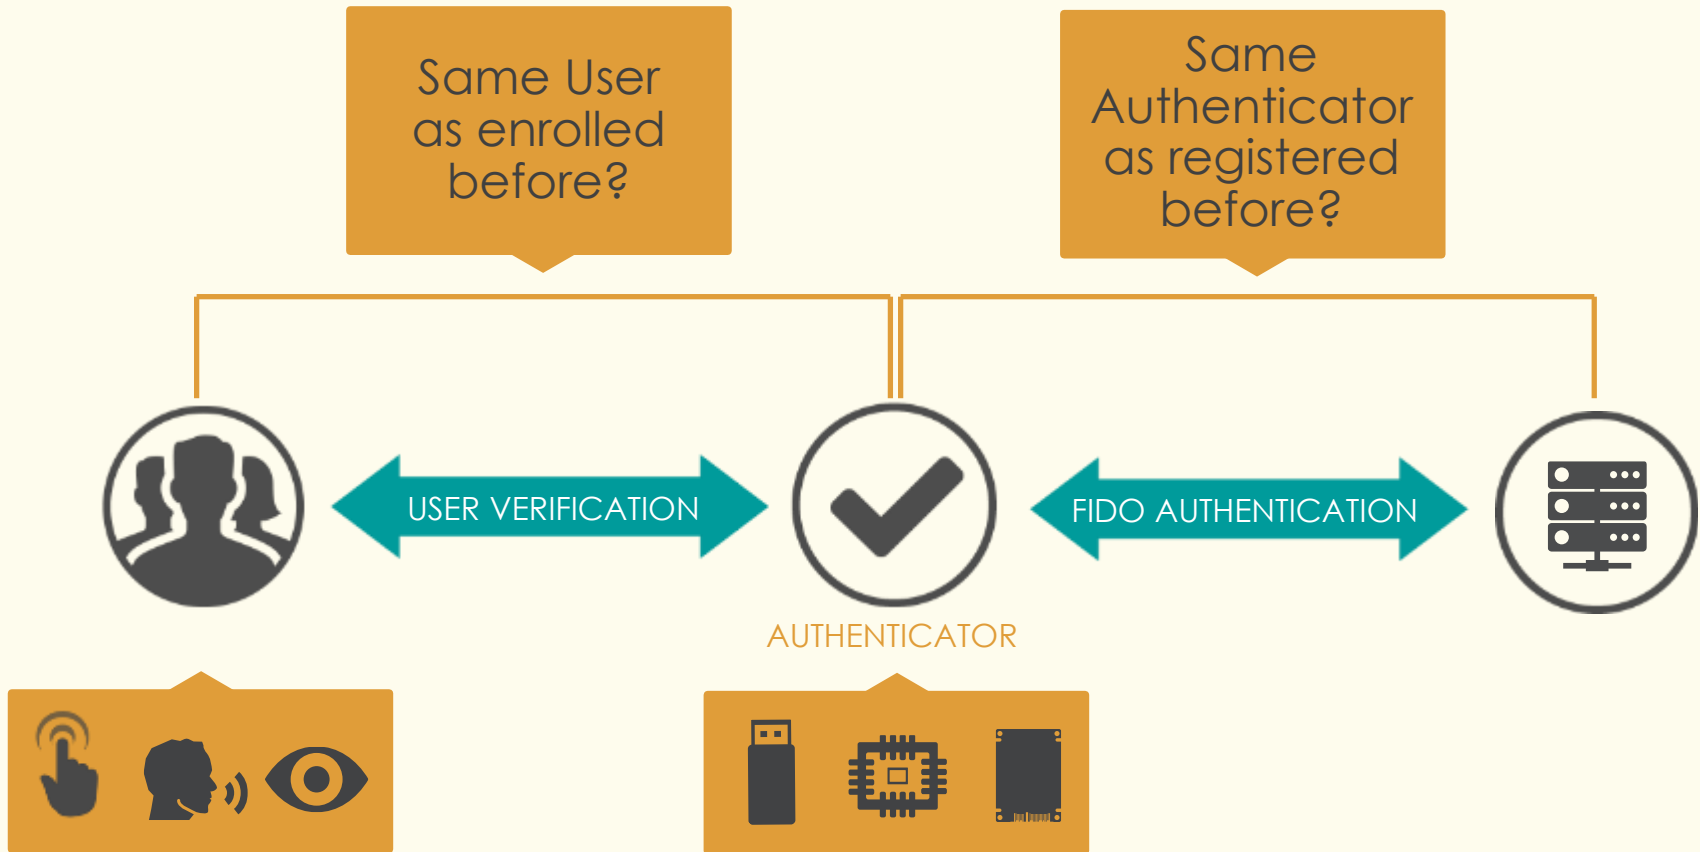 Same User
as enrolled
before?
Same
Authenticator
as registered
before?
USER VERIFICATION
FIDO AUTHENTICATION
AUTHENTICATOR